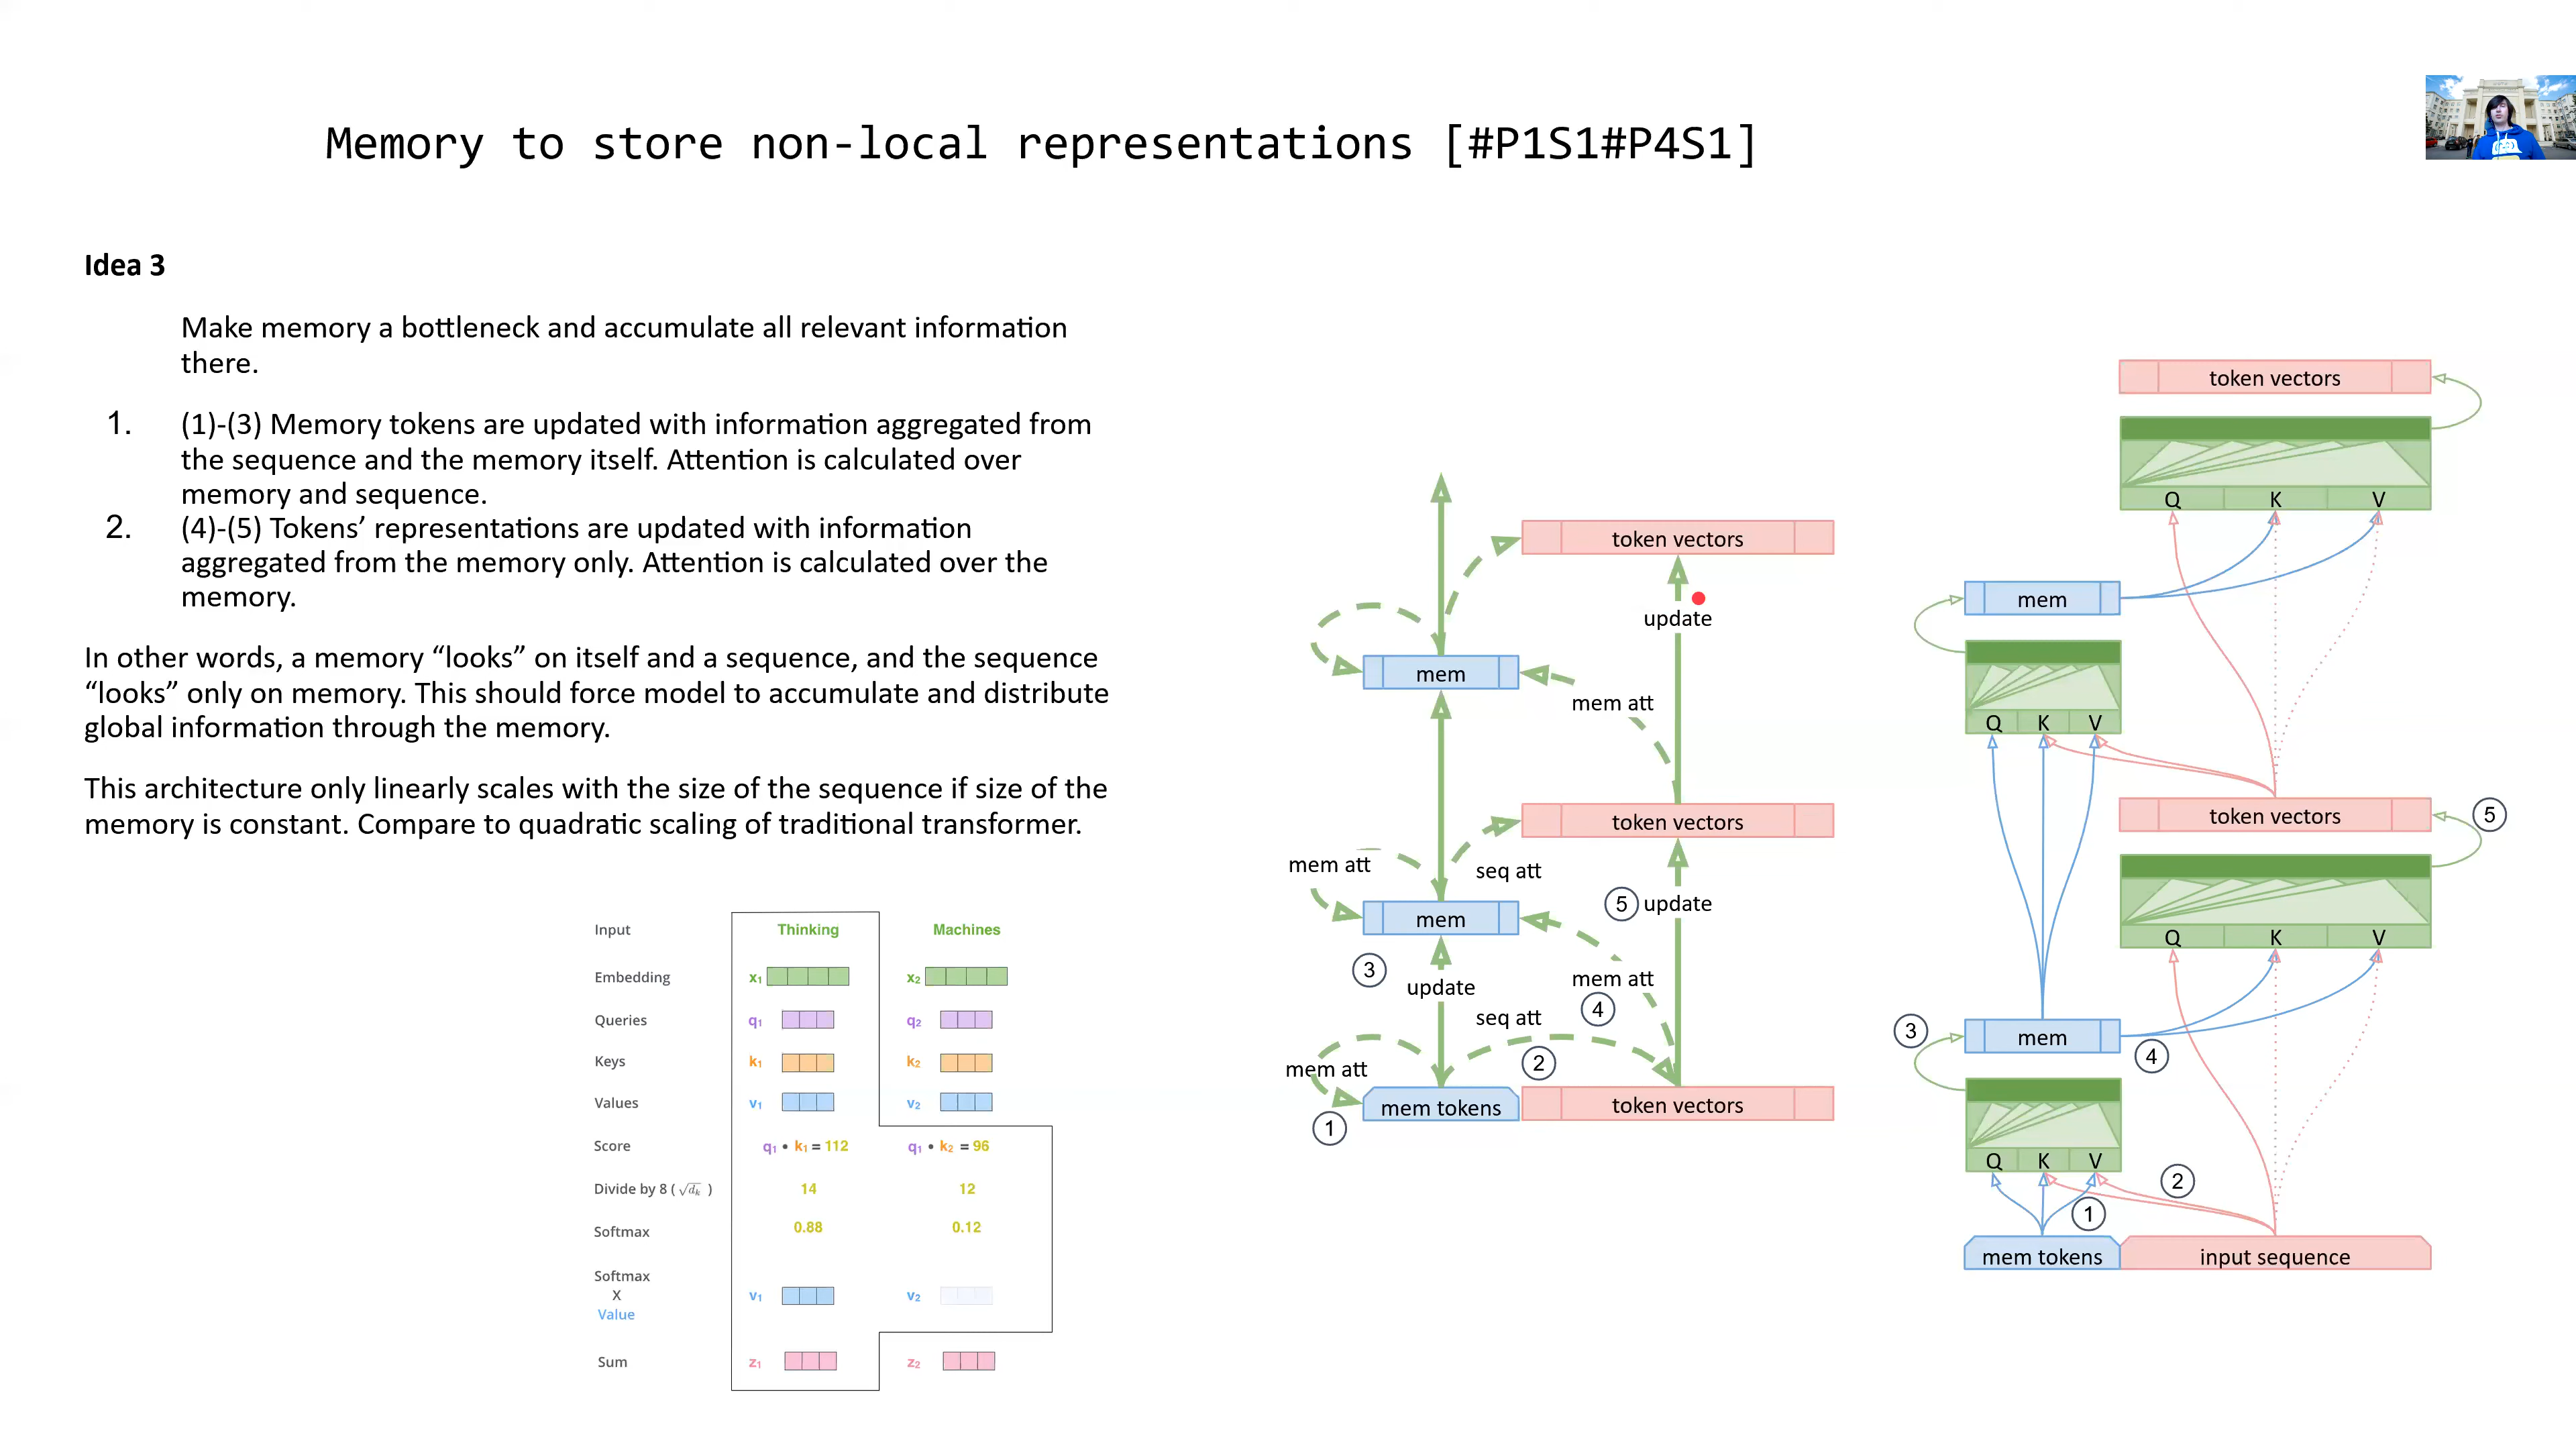 Memory to store non-local representations [#P1S1#P4S1]
Idea 3
Make memory a bottleneck and accumulate all relevant information
there.
1. (1)-(3) Memory tokens are updated with information aggregated from
the sequence and the memory itself. Attention is calculated over
memory and sequence.
2. (4)-(5) Tokens’ representations are updated with information
aggregated from the memory only. Attention is calculated over the
memory.
In other words, a memory “looks” on itself and a sequence, and the sequence
“looks” only on memory. This should force model to accumulate and distribute
global information through the memory.
This architecture only linearly scales with the size of the sequence if size of the
memory is constant. Compare to quadratic scaling of traditional transformer.
Input Thinking Machines
Embedding x1 x2
Queries q1 q2
Keys k1 k2
Values v1 v2
Score q1 • k1 = 112 q1 • k2 = 96
Divide by 8 ( √dk ) 14 12
Softmax 0.88 0.12
Softmax
X
Value
v1 v2
Sum z1 z2
token vectors
update
mem
mem att
token vectors
mem att
seq att
mem
5 update
3
update
mem att
4
seq att
2
mem att
mem tokens
token vectors
1
token vectors
Q K V
mem
Q K V
token vectors
5
Q K V
3
mem
4
Q K V
2
1
mem tokens
input sequence